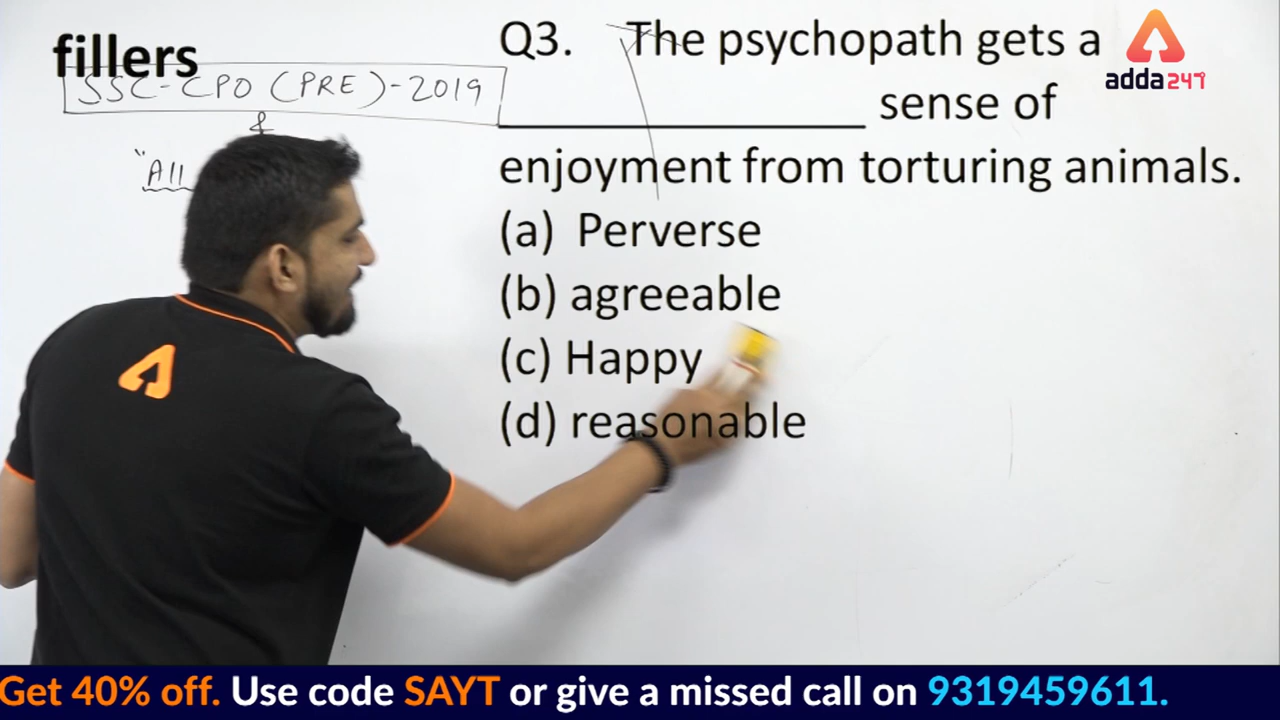 fillers
SSC-CPO (PRE)-2019
&
"All
Q3. The psychopath gets a
sense of
enjoyment from torturing animals.
(a) Perverse
(b) agreeable
(c) Happy
(d) reasonable
adda247
Get 40% off. Use code SAYT or give a missed call on 9319459611.